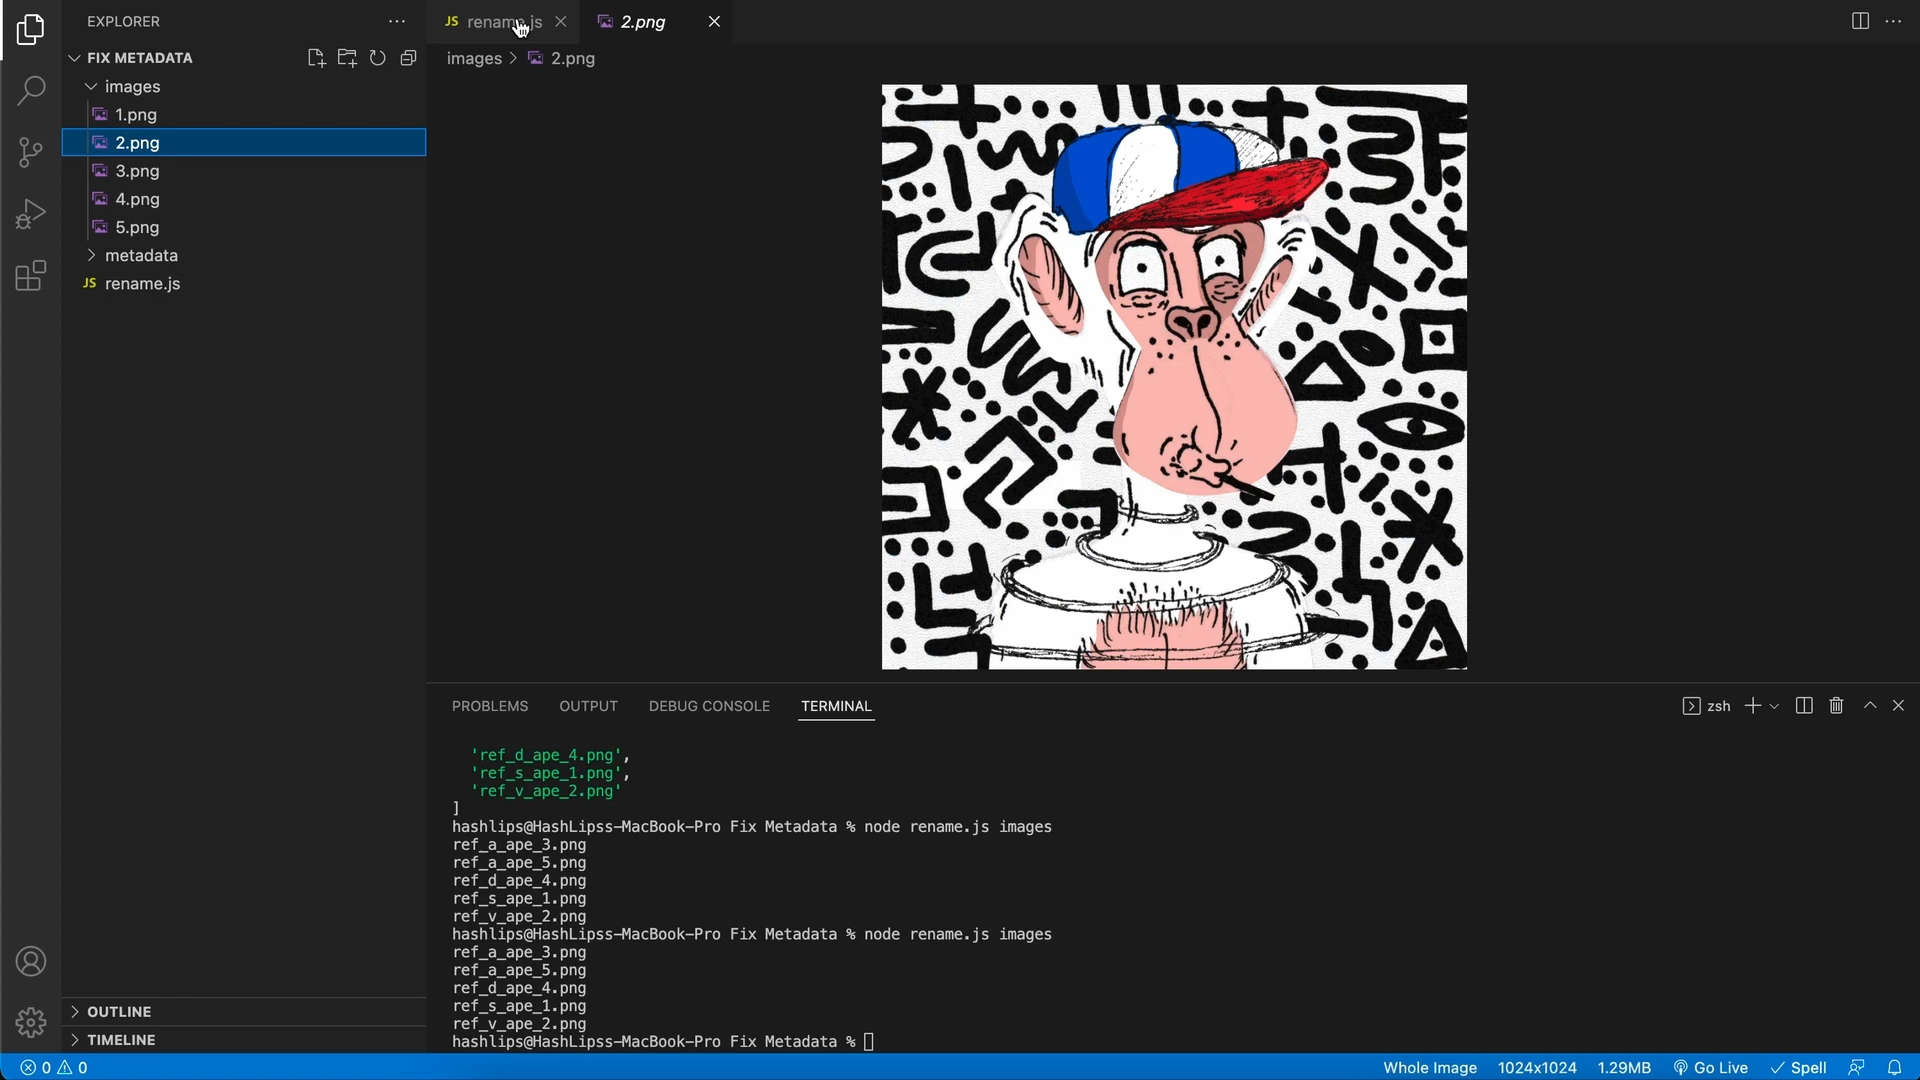 EXPLORER
FIX METADATA
images
1.png
2.png
3.png
4.png
5.png
metadata
JS rename.js
OUTLINE
TIMELINE
JS rename.js
2.png
images > 2.png
PROBLEMS OUTPUT DEBUG CONSOLE TERMINAL
zsh
'ref_d_ape_4.png',
'ref_s_ape_1.png',
'ref_v_ape_2.png'
]
hashlips@HashLipss-MacBook-Pro Fix Metadata % node rename.js images
ref_a_ape_3.png
ref_a_ape_5.png
ref_d_ape_4.png
ref_s_ape_1.png
ref_v_ape_2.png
hashlips@HashLipss-MacBook-Pro Fix Metadata % node rename.js images
ref_a_ape_3.png
ref_a_ape_5.png
ref_d_ape_4.png
ref_s_ape_1.png
ref_v_ape_2.png
hashlips@HashLipss-MacBook-Pro Fix Metadata %
0 0
Whole Image 1024x1024 1.29MB Go Live Spell